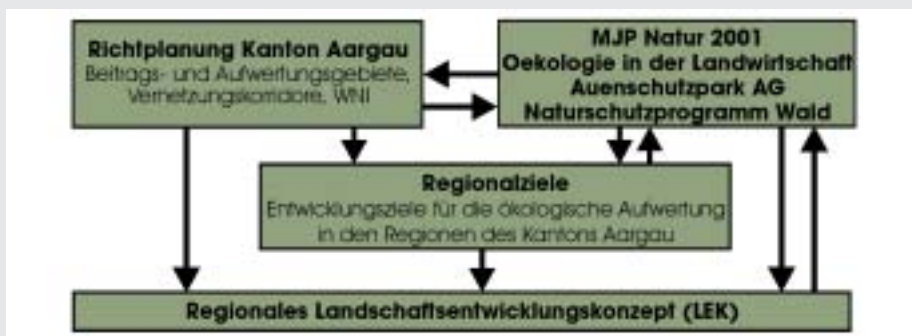 Richtplanung Kanton Aargau
Beitrags- und Aufwertungsgebiete,
Vernetzungskorridore, WNI
MJP Natur 2001
Oekologie in der Landwirtschaft
Auenschutzpark AG
Naturschutzprogramm Wald
Regionalziele
Entwicklungsziele für die ökologische Aufwertung
in den Regionen des Kantons Aargau
Regionales Landschaftsentwicklungskonzept (LEK)